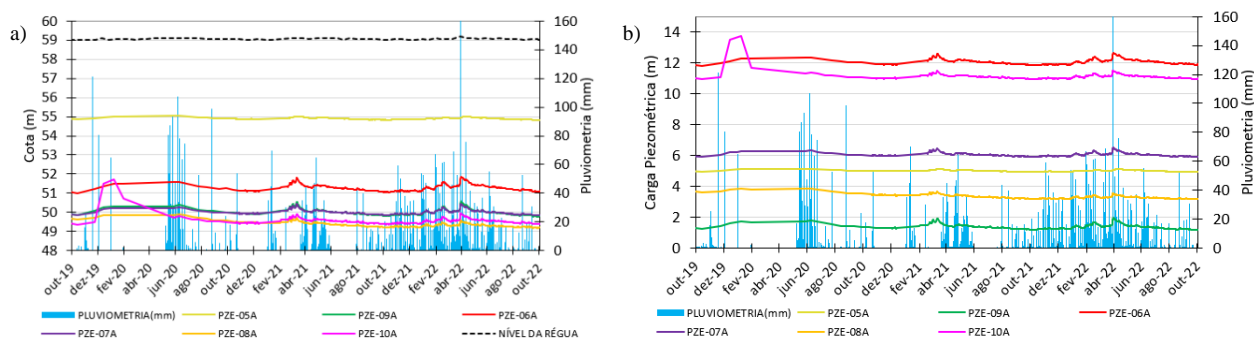 a)
60
59
58
57
56
55
54
53
52
51
50
49
48
Cota (m)
160
140
120
100
80
60
40
20
0
Pluviometria(mm)
out-19
dez-19
fev-20
abr-20
jun-20
ago-20
out-20
dez-20
fev-21
abr-21
jun-21
ago-21
out-21
dez-21
fev-22
abr-22
jun-22
ago-22
out-22
PLUVIOMETRIA(mm) PZE-05A PZE-09A PZE-06A
PZE-07A PZE-08A PZE-10A NÍVEL DA RÉGUA
b)
14
12
10
8
6
4
2
0
Carga Piezométrica (m)
160
140
120
100
80
60
40
20
0
Pluviometria (mm)
out-19
dez-19
fev-20
abr-20
jun-20
ago-20
out-20
dez-20
fev-21
abr-21
jun-21
ago-21
out-21
dez-21
fev-22
abr-22
jun-22
ago-22
out-22
PLUVIOMETRIA(mm) PZE-05A PZE-09A PZE-06A
PZE-07A PZE-08A PZE-10A